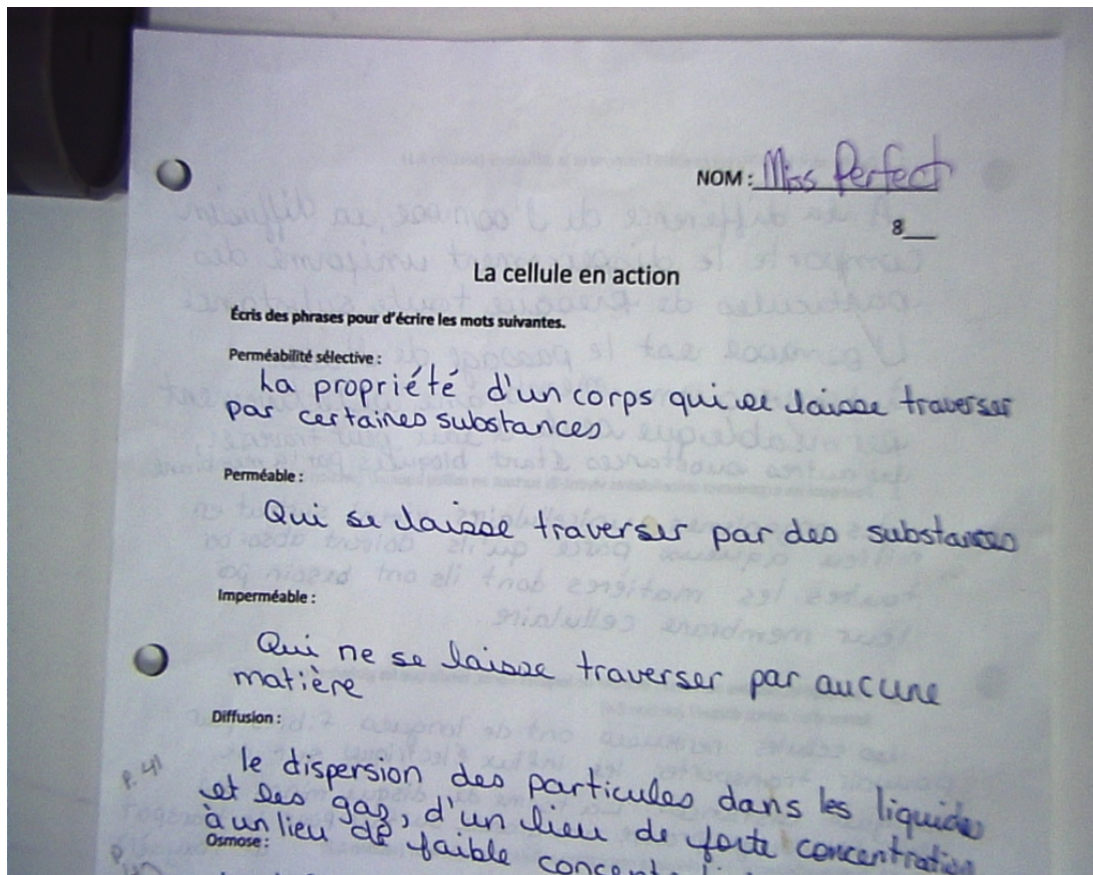 NOM : Miss Perfect
8__
La cellule en action
Écris des phrases pour d'écrire les mots suivantes.
Perméabilité sélective :
La propriété d'un corps qui se laisse traverser
par certaines substances
Perméable :
Qui se laisse traverser par des substances
Imperméable :
Qui ne se laisse traverser par aucune
matière
Diffusion :
P. 41
le dispersion des particules dans les liquides
et les gaz, d'un lieu de forte concentration
à un lieu de faible
Osmose :